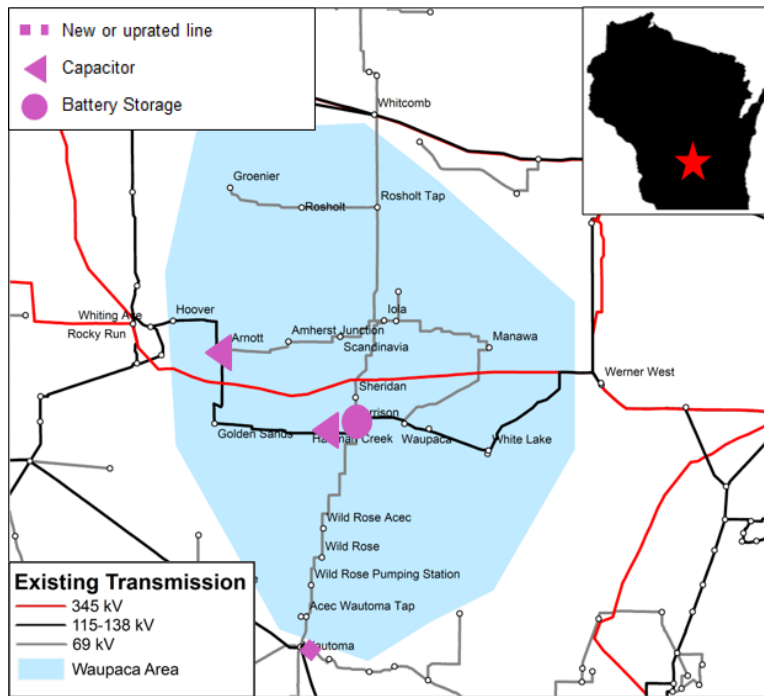 New or uprated line
Capacitor
Battery Storage
Whitcomb
Groenier
Rosholt
Rosholt Tap
Hoover
Whiting Ave
Rocky Run
Arnott
Amherst Junction
Iola
Scandinavia
Manawa
Sheridan
Werner West
Golden Sands
Waupaca
White Lake
Wild Rose Acec
Wild Rose
Wild Rose Pumping Station
Acec Wautoma Tap
Existing Transmission
345 kV
115-138 kV
69 kV
Waupaca Area